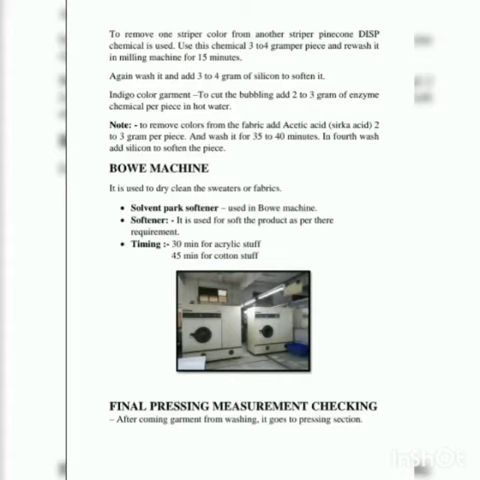 To remove one striper color from another striper pinecone DISP
chemical is used. Use this chemical 3 to4 gramper piece and rewash it
in milling machine for 15 minutes.
Again wash it and add 3 to 4 gram of silicon to soften it.
Indigo color garment –To cut the bubbling add 2 to 3 gram of enzyme
chemical per piece in hot water.
Note: - to remove colors from the fabric add Acetic acid (sirka acid) 2
to 3 gram per piece. And wash it for 35 to 40 minutes. In fourth wash
add silicon to soften the piece.
BOWE MACHINE
It is used to dry clean the sweaters or fabrics.
• Solvent park softener – used in Bowe machine.
• Softener: - It is used for soft the product as per there
requirement.
• Timing :- 30 min for acrylic stuff
45 min for cotton stuff
FINAL PRESSING MEASUREMENT CHECKING
– After coming garment from washing, it goes to pressing section.
InShOt